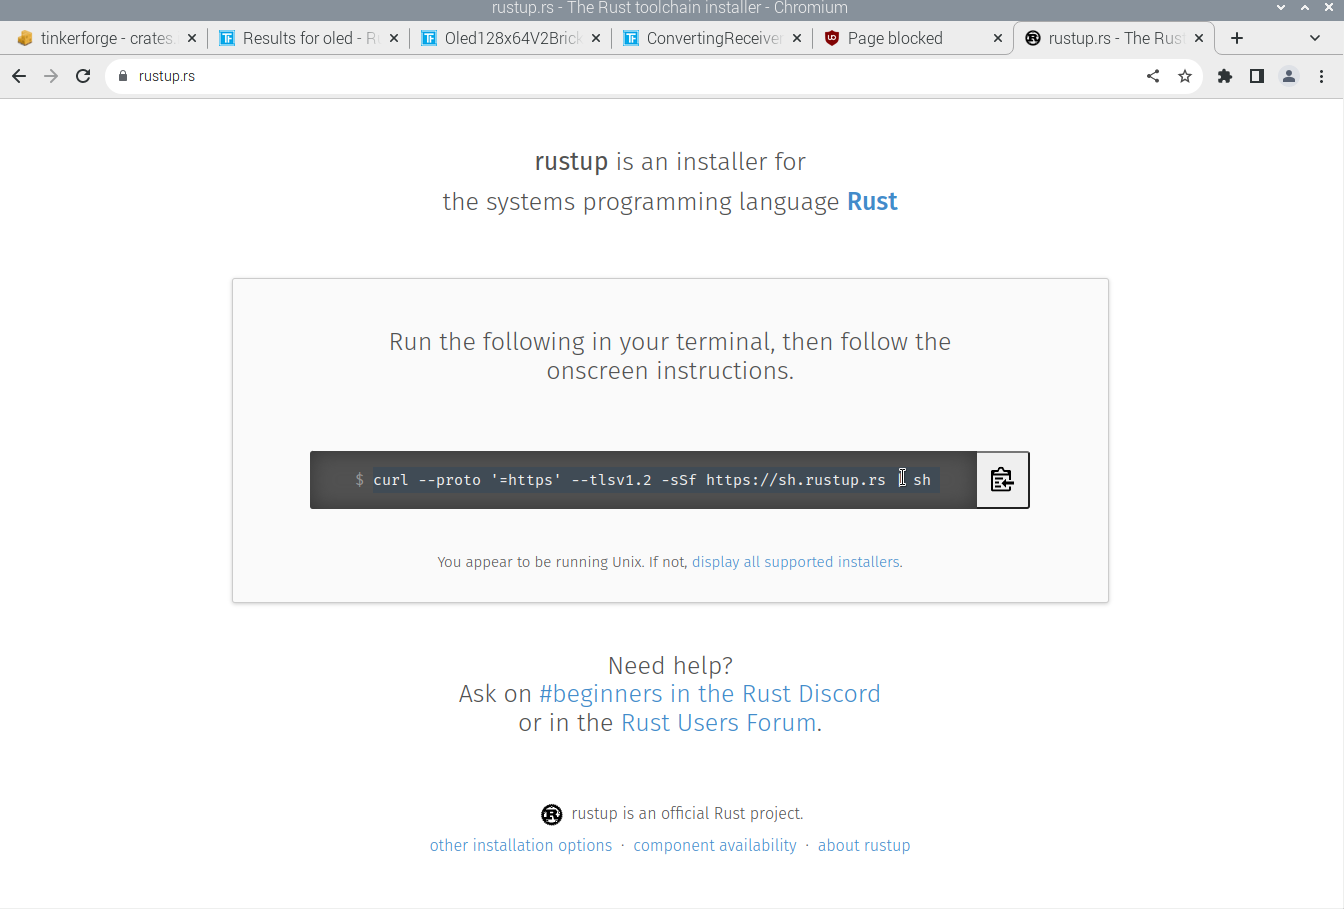 rustup.rs - The Rust toolchain installer - Chromium
tinkerforge - crates.
Results for oled - R
Oled128x64V2Brick
ConvertingReceiver
Page blocked
rustup.rs - The Rust
rustup.rs
rustup is an installer for
the systems programming language Rust
Run the following in your terminal, then follow the
onscreen instructions.
$ curl --proto '=https' --tlsv1.2 -sSf https://sh.rustup.rs | sh
You appear to be running Unix. If not, display all supported installers.
Need help?
Ask on #beginners in the Rust Discord
or in the Rust Users Forum.
rustup is an official Rust project.
other installation options · component availability · about rustup